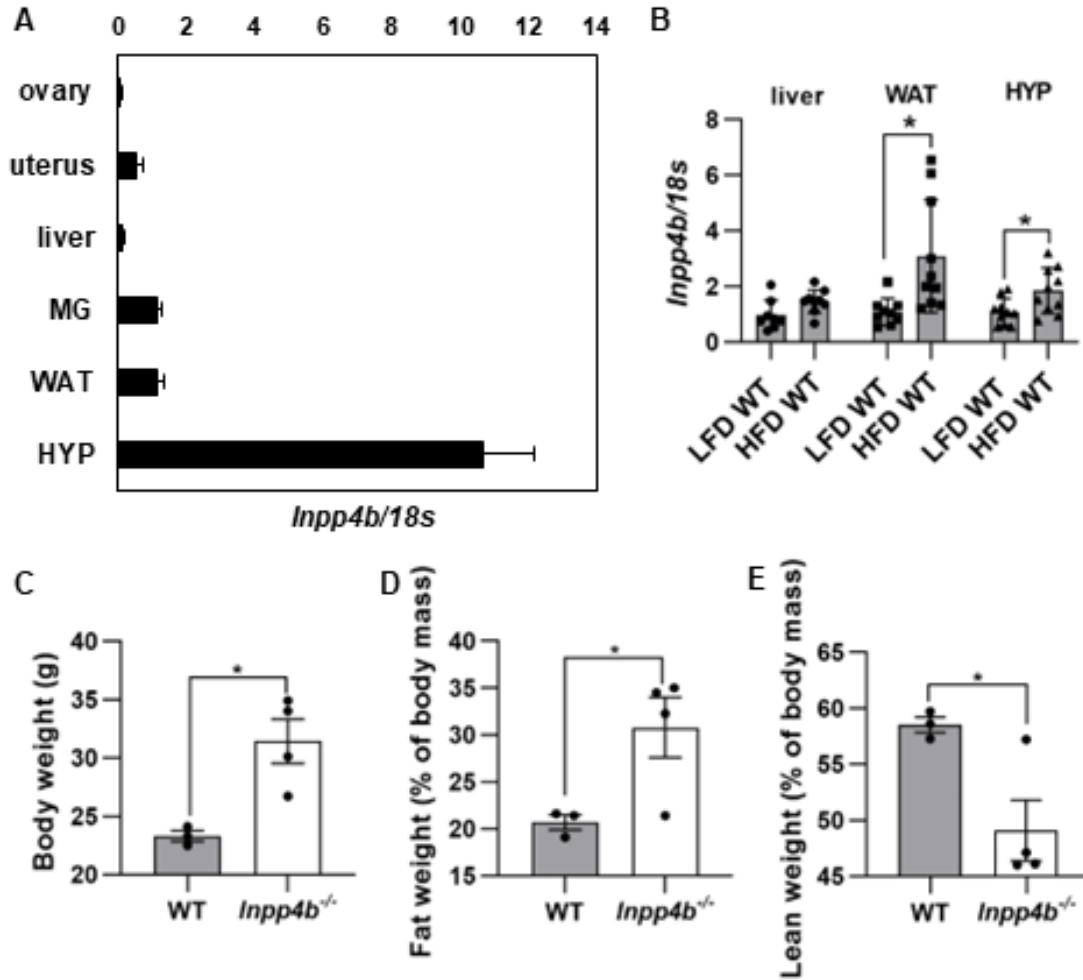 A
0 2 4 6 8 10 12 14
ovary
uterus
liver
MG
WAT
HYP
Inpp4b/18s
B
liver WAT HYP
8
6
4
2
0
Inpp4b/18s
*
*
LFD WT
HFD WT
LFD WT
HFD WT
LFD WT
HFD WT
C
Body weight (g)
40
35
30
25
20
*
WT Inpp4b-/-
D
Fat weight (% of body mass)
40
35
30
25
20
15
*
WT Inpp4b-/-
E
Lean weight (% of body mass)
65
60
55
50
45
*
WT Inpp4b-/-